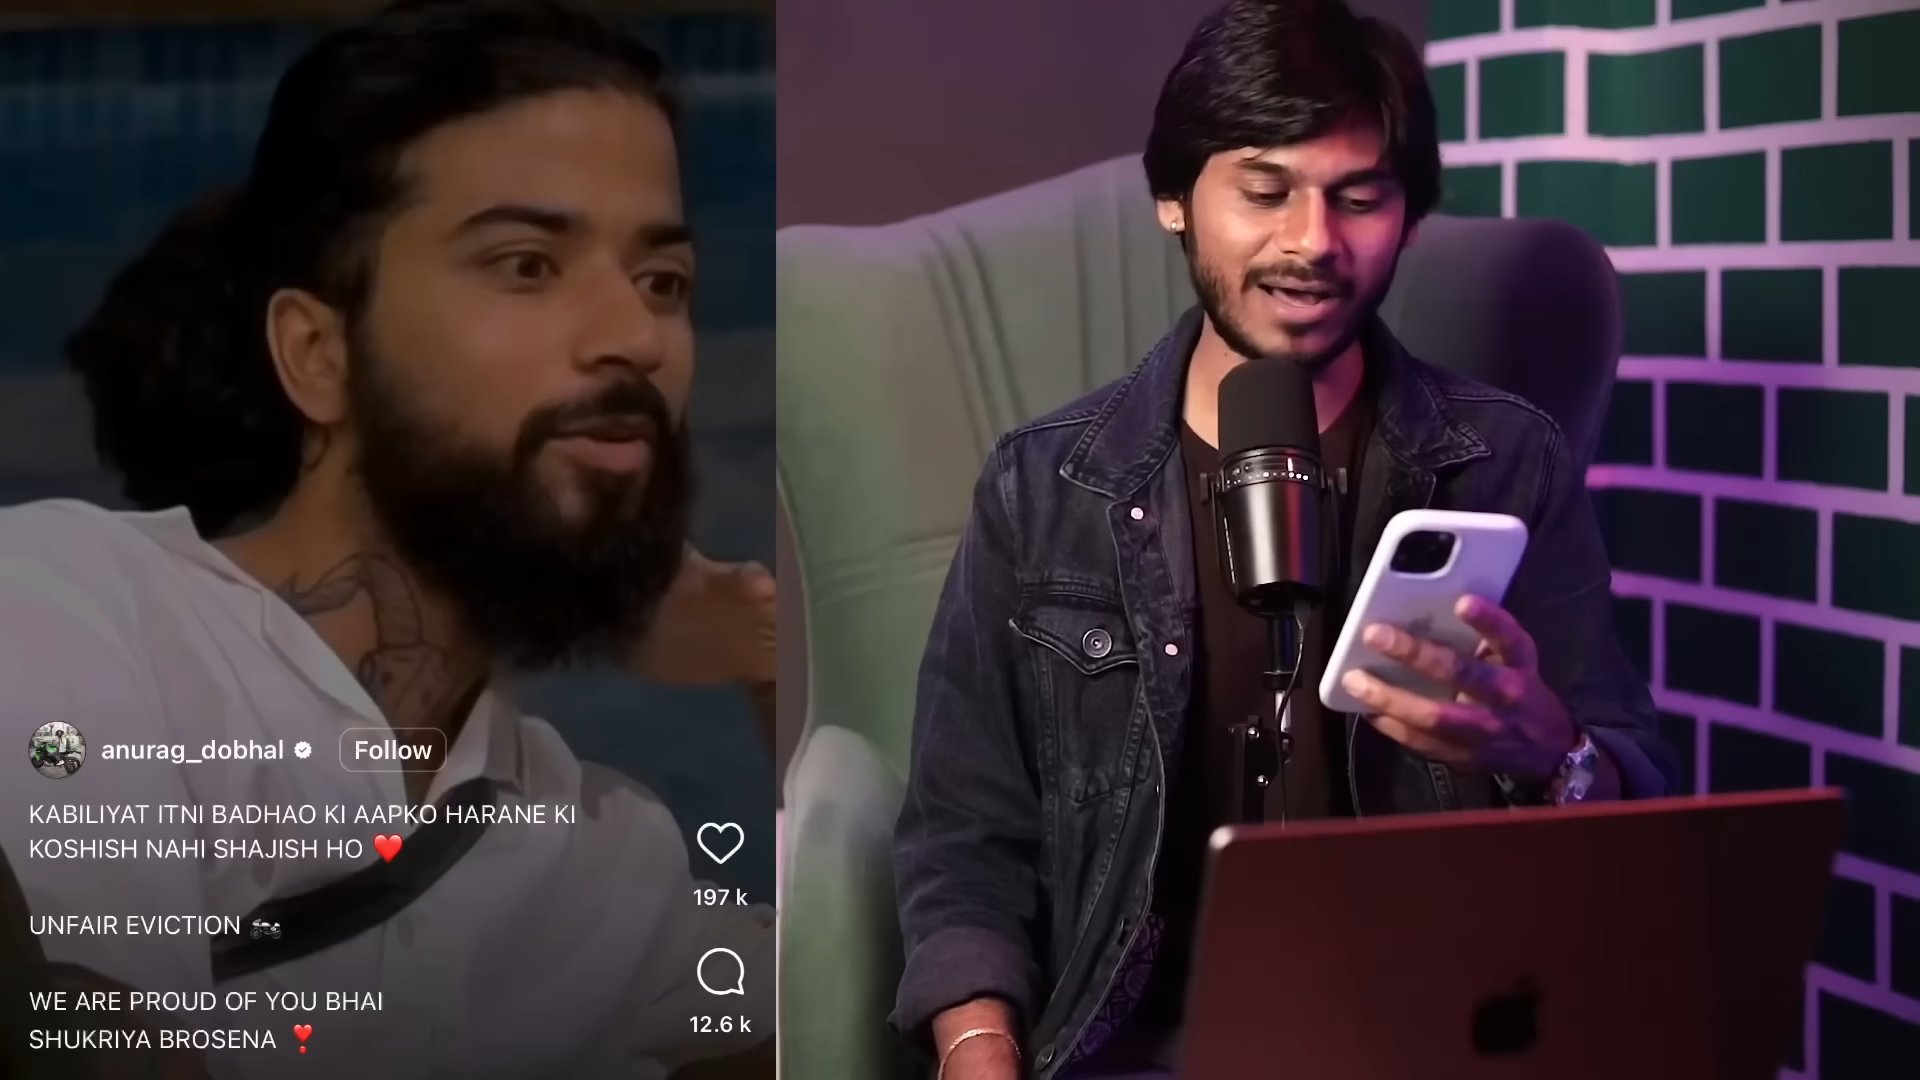 anurag_dobhal Follow
KABILIYAT ITNI BADHAO KI AAPKO HARANE KI
KOSHISH NAHI SHAJISH HO ❤️
197 k
UNFAIR EVICTION 🏍️
WE ARE PROUD OF YOU BHAI
12.6 k
SHUKRIYA BROSENA ❣️